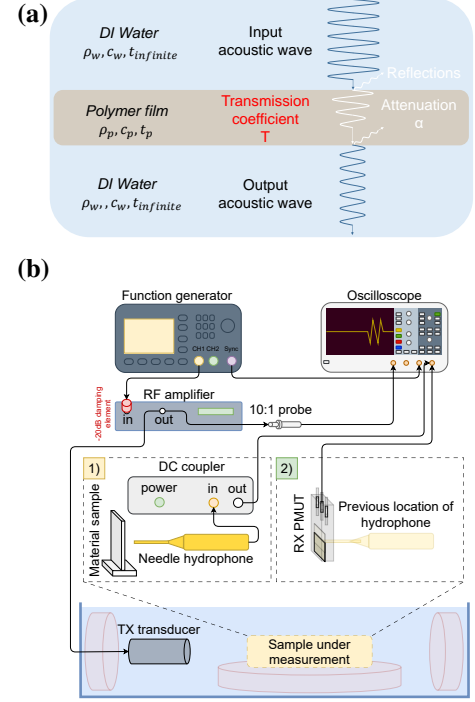 (a)
DI Water
ρw, cw, tinfinite
Input
acoustic wave
Reflections
Polymer film
ρp, cp, tp
Transmission
coefficient
T
Attenuation
α
DI Water
ρw, , cw, tinfinite
Output
acoustic wave
(b)
Function generator
Oscilloscope
CH1 CH2 Sync
-20dB damping
element
RF amplifier
in
out
10:1 probe
1)
DC coupler
power
in
out
Material sample
Needle hydrophone
2)
RX PMUT
Previous location of
hydrophone
TX transducer
Sample under
measurement